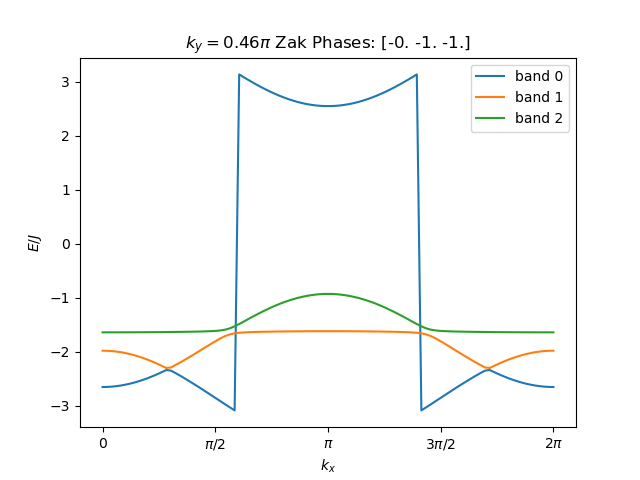 $k_y = 0.46\pi$ Zak Phases: [-0. -1. -1.]
band 0
band 1
band 2
3
2
1
0
−1
−2
−3
E/J
0
π/2
π
3π/2
2π
$k_x$